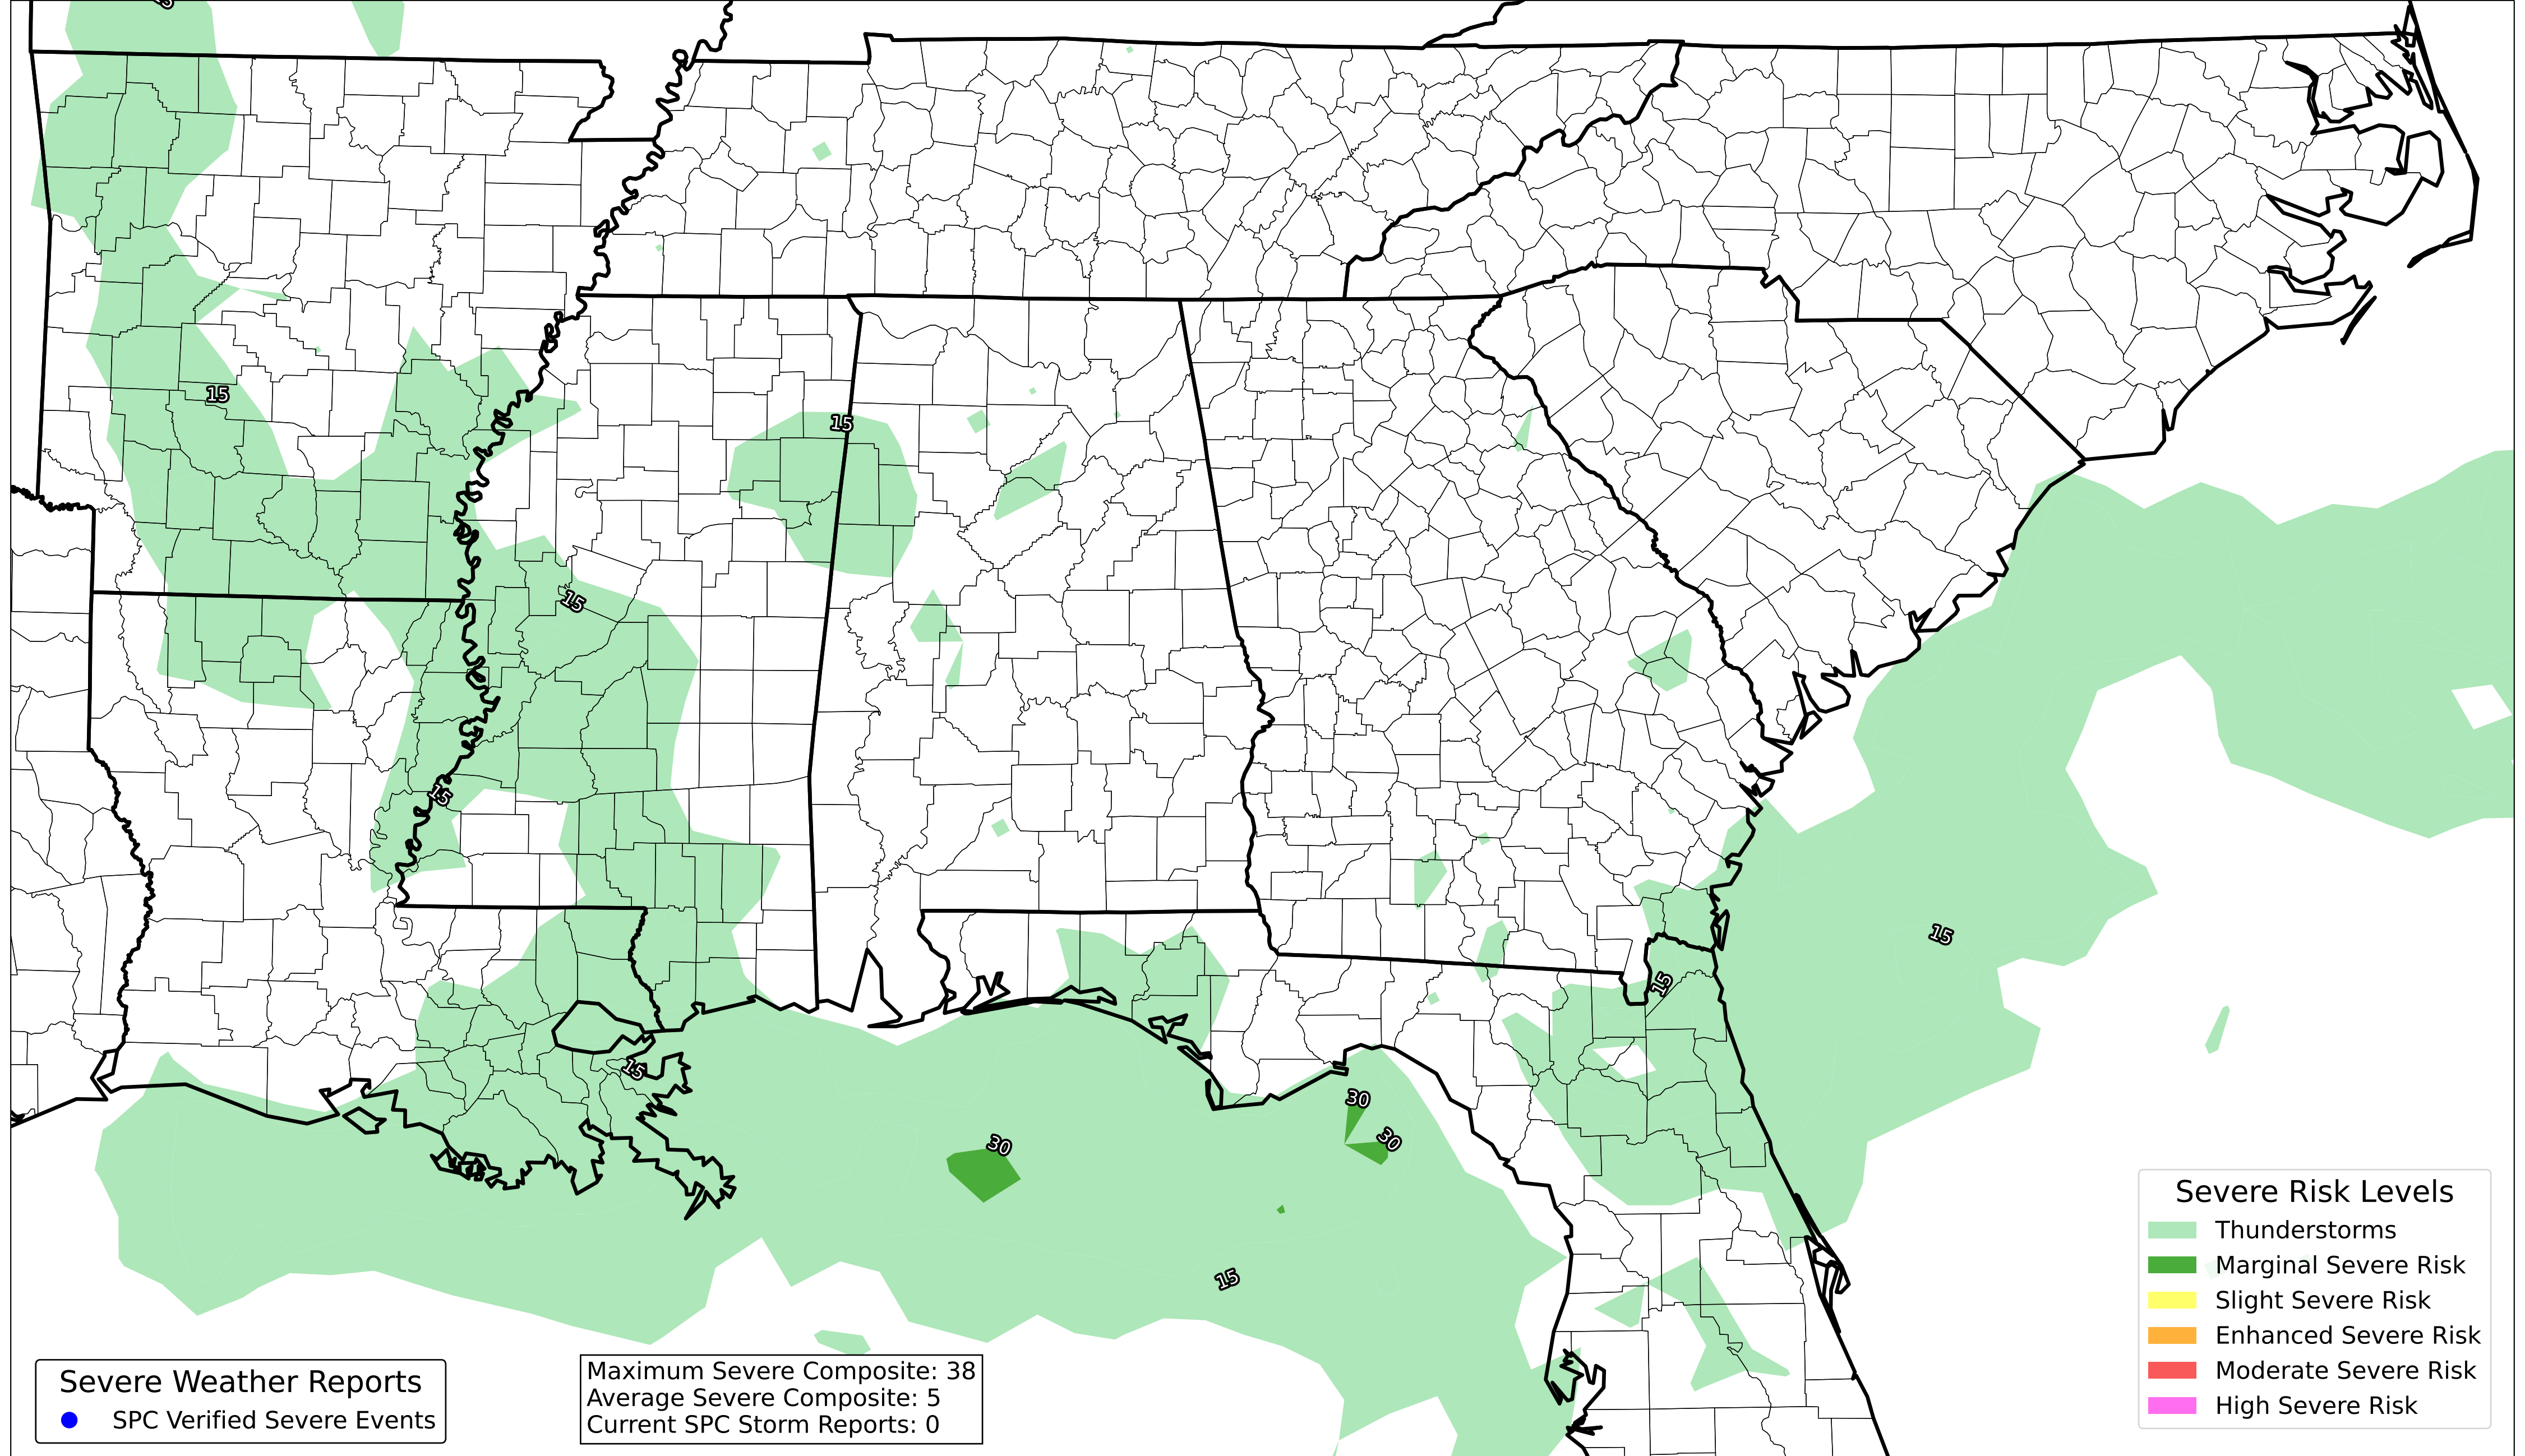 15
15
15
15
15
15
15
30
30
30
15
15
Severe Risk Levels
Thunderstorms
Marginal Severe Risk
Slight Severe Risk
Enhanced Severe Risk
Moderate Severe Risk
High Severe Risk
Severe Weather Reports
SPC Verified Severe Events
Maximum Severe Composite: 38
Average Severe Composite: 5
Current SPC Storm Reports: 0